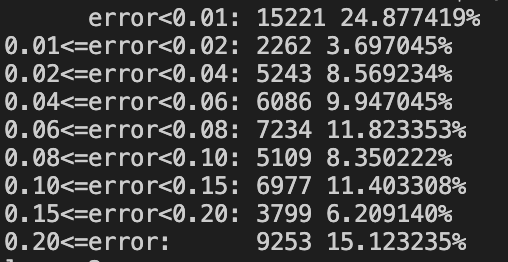 error<0.01: 15221 24.877419%
0.01<=error<0.02: 2262 3.697045%
0.02<=error<0.04: 5243 8.569234%
0.04<=error<0.06: 6086 9.947045%
0.06<=error<0.08: 7234 11.823353%
0.08<=error<0.10: 5109 8.350222%
0.10<=error<0.15: 6977 11.403308%
0.15<=error<0.20: 3799 6.209140%
0.20<=error: 9253 15.123235%